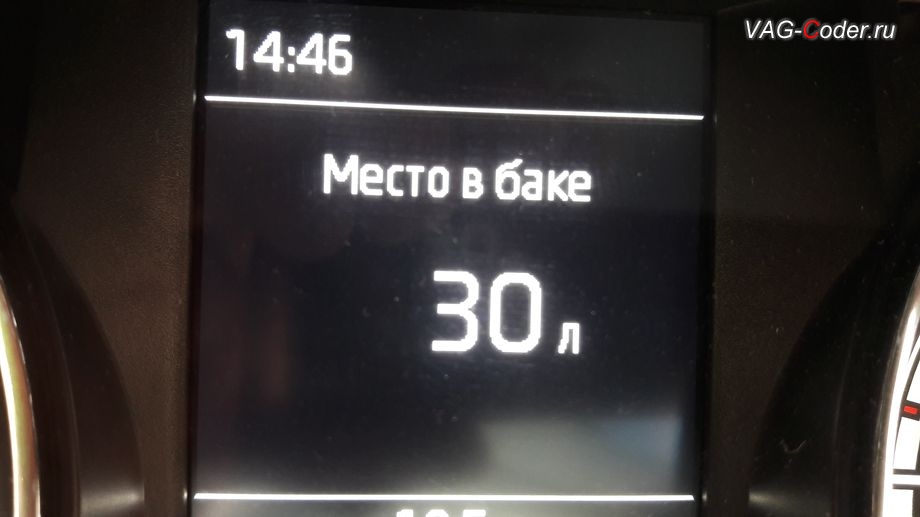 VAG-Coder.ru
14:46
Место в баке
30 л